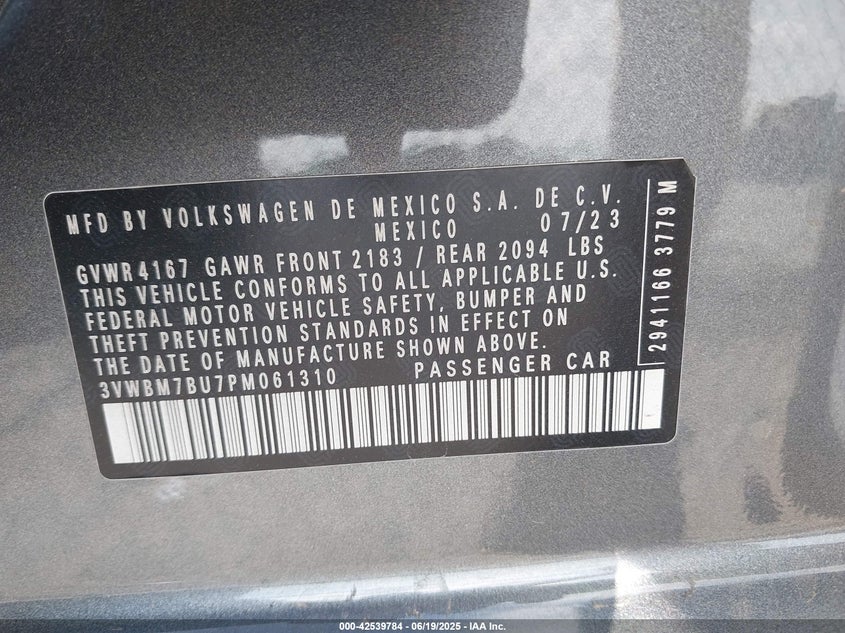 MFD BY VOLKSWAGEN DE MEXICO S.A. DE C.V.
MEXICO 07/23
GVWR 4167 GAWR FRONT 2183 / REAR 2094 LBS
THIS VEHICLE CONFORMS TO ALL APPLICABLE U.S.
FEDERAL MOTOR VEHICLE SAFETY, BUMPER AND
THEFT PREVENTION STANDARDS IN EFFECT ON
THE DATE OF MANUFACTURE SHOWN ABOVE.
3VWBM7BU7PM061310 PASSENGER CAR
2941166 3779 M
000-42539784 - 06/19/2025 - IAA Inc.